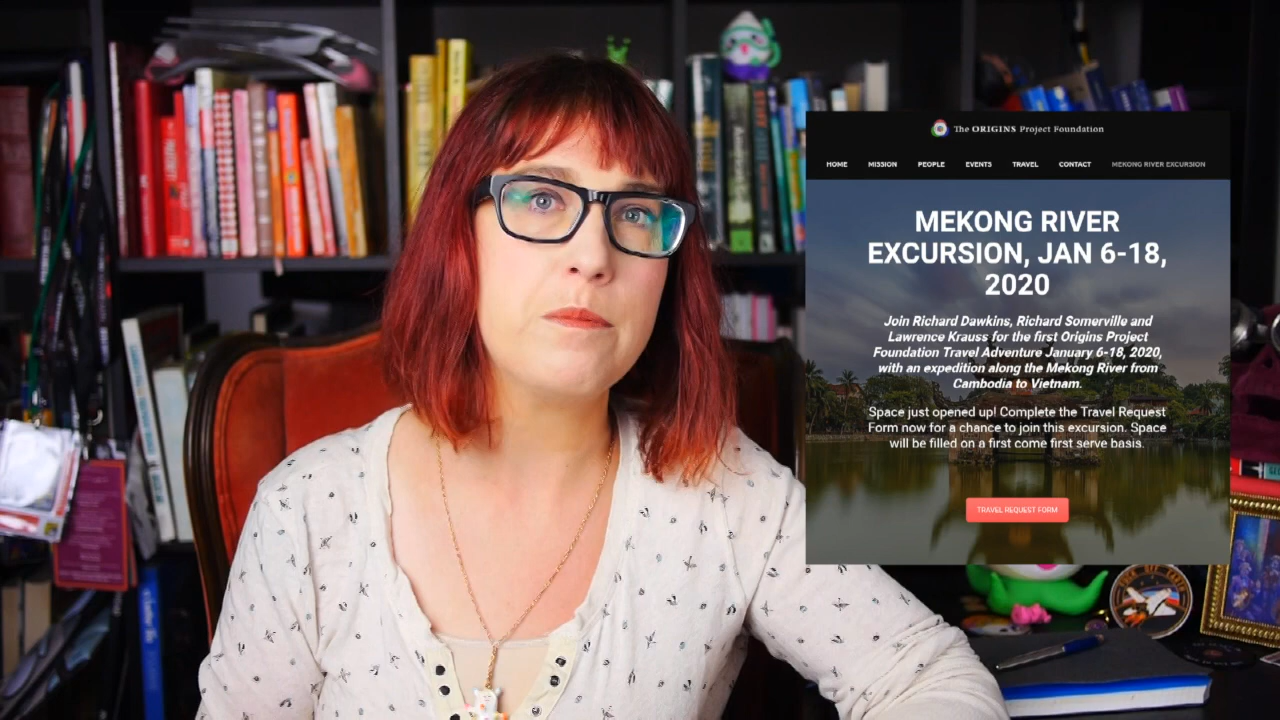 The ORIGINS Project Foundation
HOME MISSION PEOPLE EVENTS TRAVEL CONTACT MEKONG RIVER EXCURSION
MEKONG RIVER
EXCURSION, JAN 6-18,
2020
Join Richard Dawkins, Richard Somerville and
Lawrence Krauss for the first Origins Project
Foundation Travel Adventure January 6-18, 2020,
with an expedition along the Mekong River from
Cambodia to Vietnam.
Space just opened up! Complete the Travel Request
Form now for a chance to join this excursion. Space
will be filled on a first come first serve basis.
TRAVEL REQUEST FORM